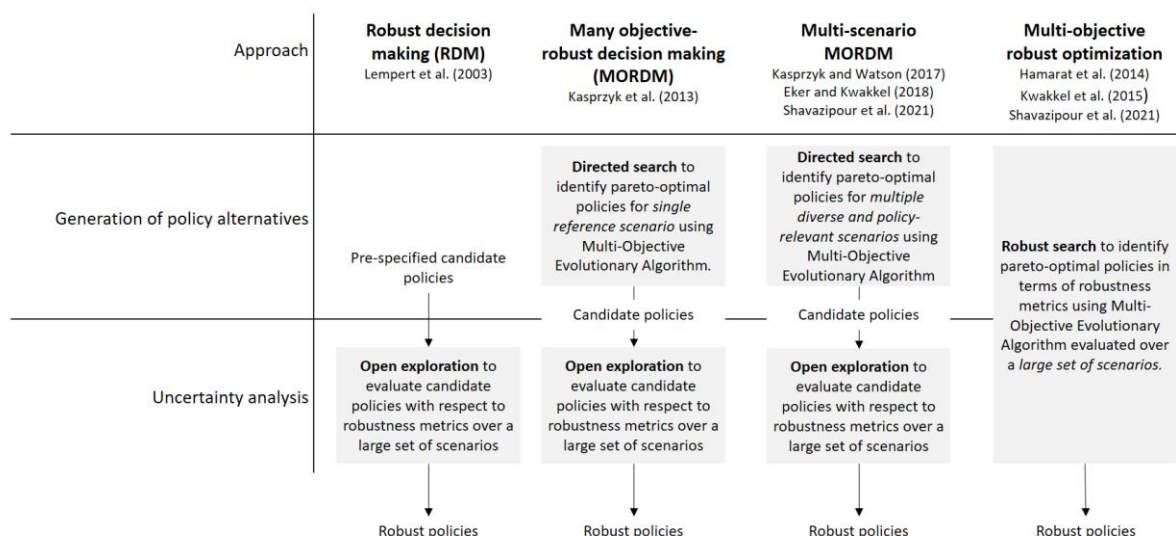 Approach
Robust decision
making (RDM)
Lempert et al. (2003)
Many objective-
robust decision making
(MORDM)
Kasprzyk et al. (2013)
Multi-scenario
MORDM
Kasprzyk and Watson (2017)
Eker and Kwakkel (2018)
Shavazipour et al. (2021)
Multi-objective
robust optimization
Hamarat et al. (2014)
Kwakkel et al. (2015)
Shavazipour et al. (2021)
Generation of policy alternatives
Pre-specified candidate
policies
Directed search to
identify pareto-optimal
policies for single
reference scenario using
Multi-Objective
Evolutionary Algorithm.
Candidate policies
Directed search to
identify pareto-optimal
policies for multiple
diverse and policy-
relevant scenarios using
Multi-Objective
Evolutionary Algorithm
Candidate policies
Robust search to identify
pareto-optimal policies in
terms of robustness
metrics using Multi-
Objective Evolutionary
Algorithm evaluated over
a large set of scenarios.
Uncertainty analysis
Open exploration to
evaluate candidate
policies with respect to
robustness metrics over a
large set of scenarios
Open exploration to
evaluate candidate
policies with respect to
robustness metrics over a
large set of scenarios
Open exploration to
evaluate candidate
policies with respect to
robustness metrics over a
large set of scenarios
Robust policies
Robust policies
Robust policies
Robust policies